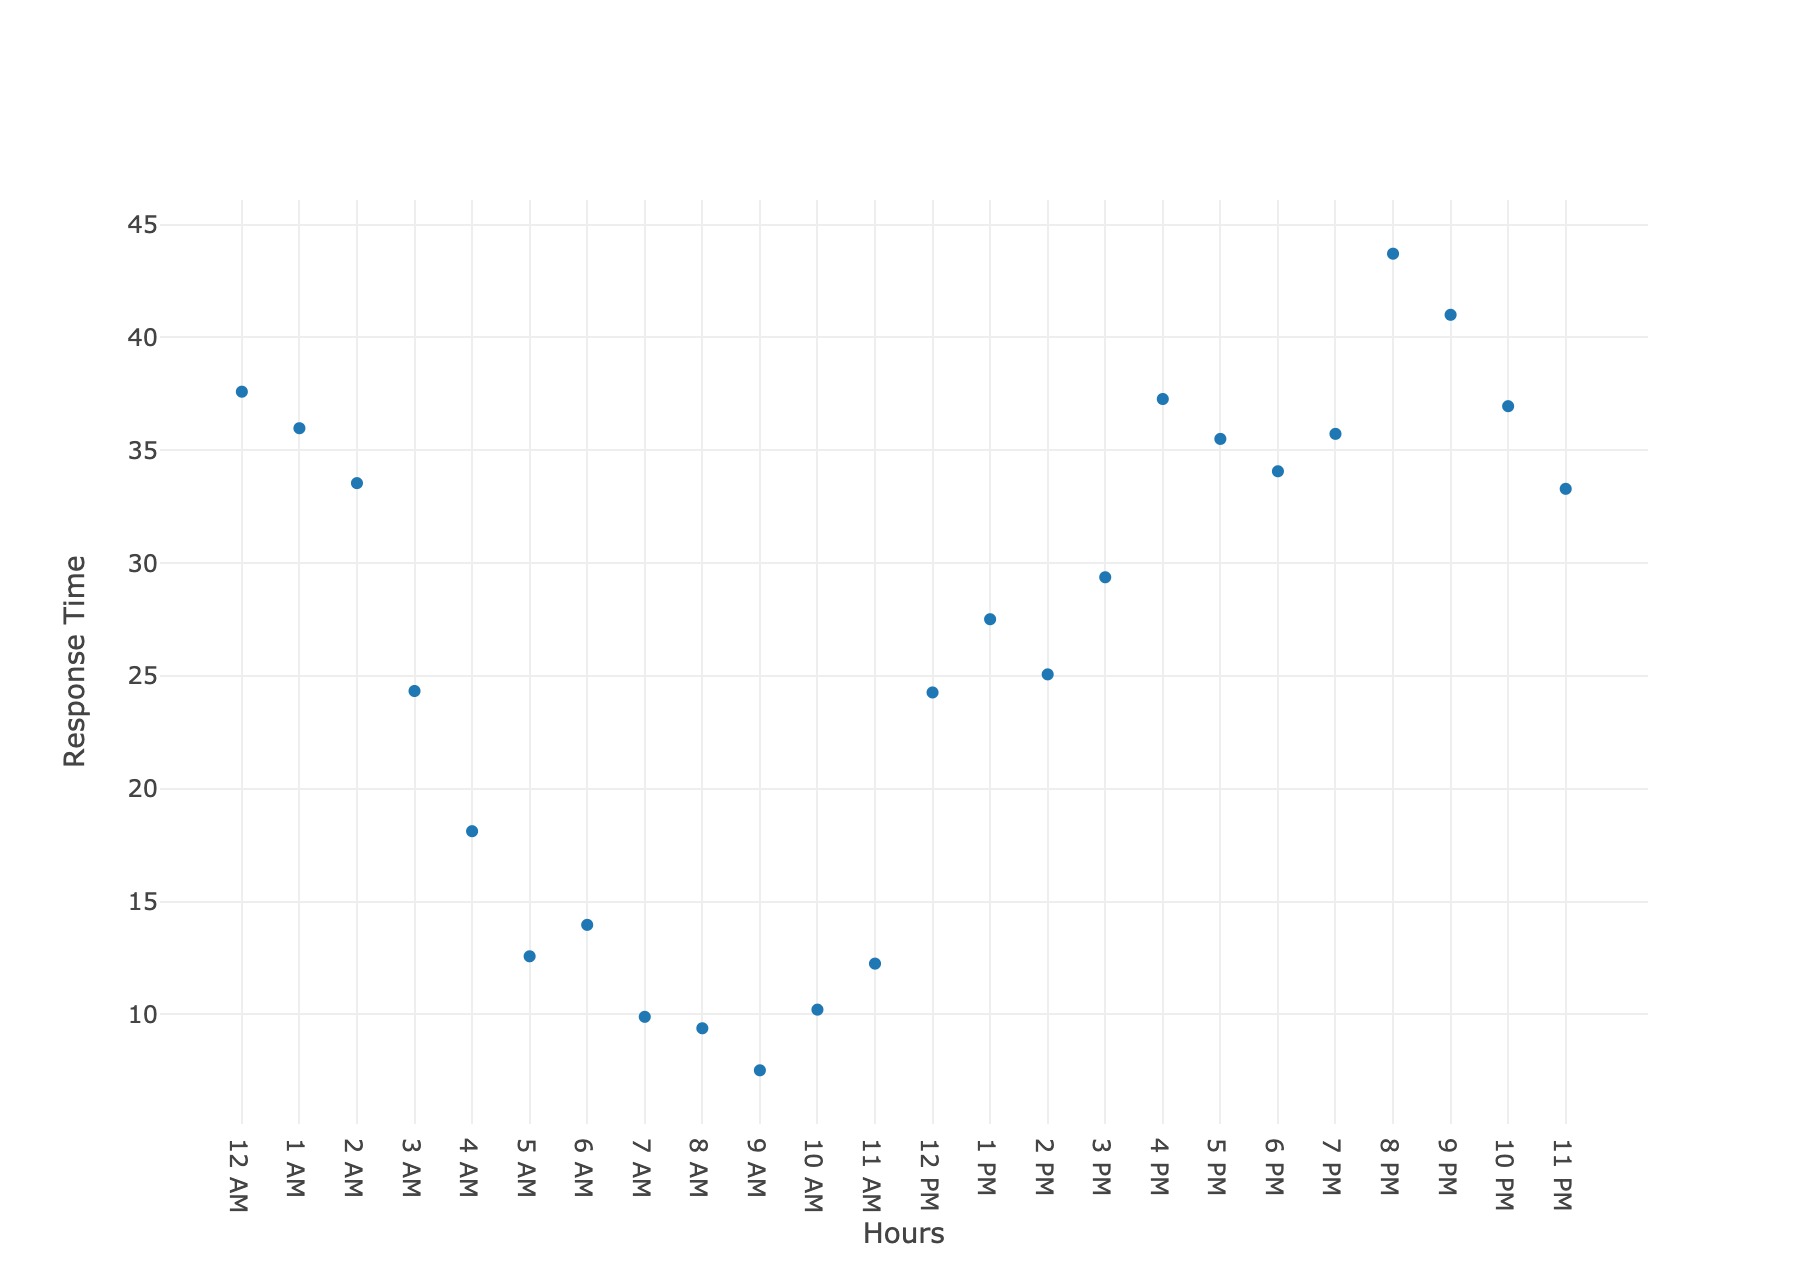 45
40
35
30
25
20
15
10
Response Time
12 AM
1 AM
2 AM
3 AM
4 AM
5 AM
6 AM
7 AM
8 AM
9 AM
10 AM
11 AM
12 PM
1 PM
2 PM
3 PM
4 PM
5 PM
6 PM
7 PM
8 PM
9 PM
10 PM
11 PM
Hours